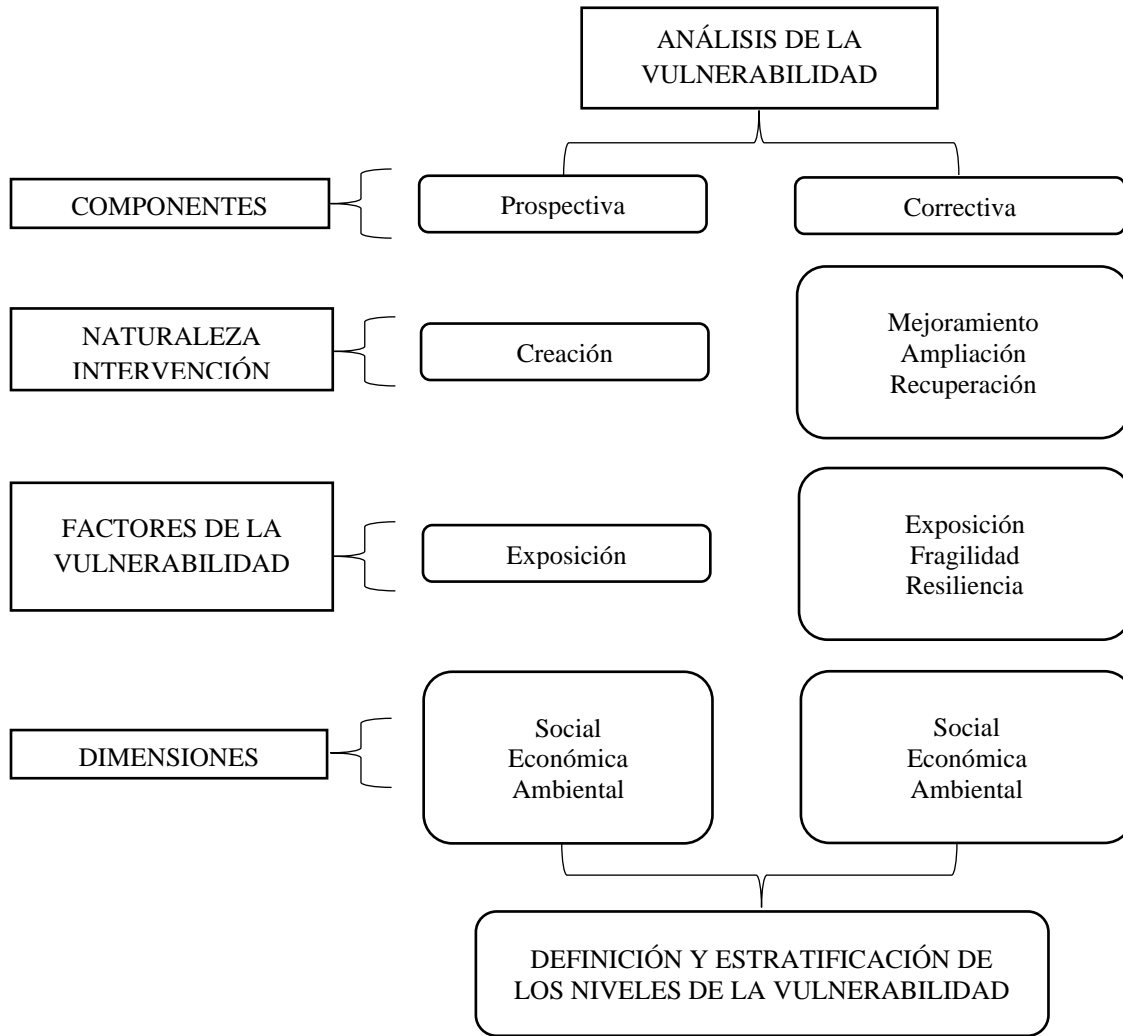 ANÁLISIS DE LA
VULNERABILIDAD
COMPONENTES
Prospectiva
Correctiva
NATURALEZA
INTERVENCIÓN
Creación
Mejoramiento
Ampliación
Recuperación
FACTORES DE LA
VULNERABILIDAD
Exposición
Exposición
Fragilidad
Resiliencia
DIMENSIONES
Social
Económica
Ambiental
Social
Económica
Ambiental
DEFINICIÓN Y ESTRATIFICACIÓN DE
LOS NIVELES DE LA VULNERABILIDAD